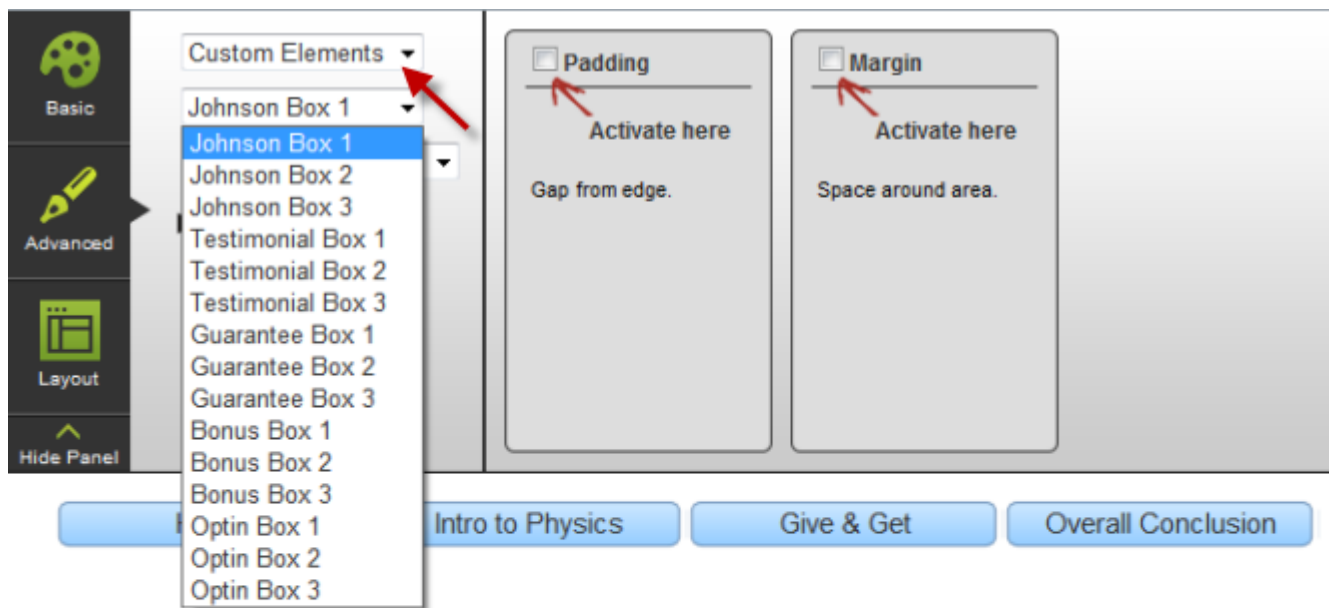 Basic
Advanced
Layout
Hide Panel
Custom Elements
Johnson Box 1
Johnson Box 1
Johnson Box 2
Johnson Box 3
Testimonial Box 1
Testimonial Box 2
Testimonial Box 3
Guarantee Box 1
Guarantee Box 2
Guarantee Box 3
Bonus Box 1
Bonus Box 2
Bonus Box 3
Optin Box 1
Optin Box 2
Optin Box 3
Padding
Activate here
Gap from edge.
Margin
Activate here
Space around area.
Intro to Physics
Give & Get
Overall Conclusion